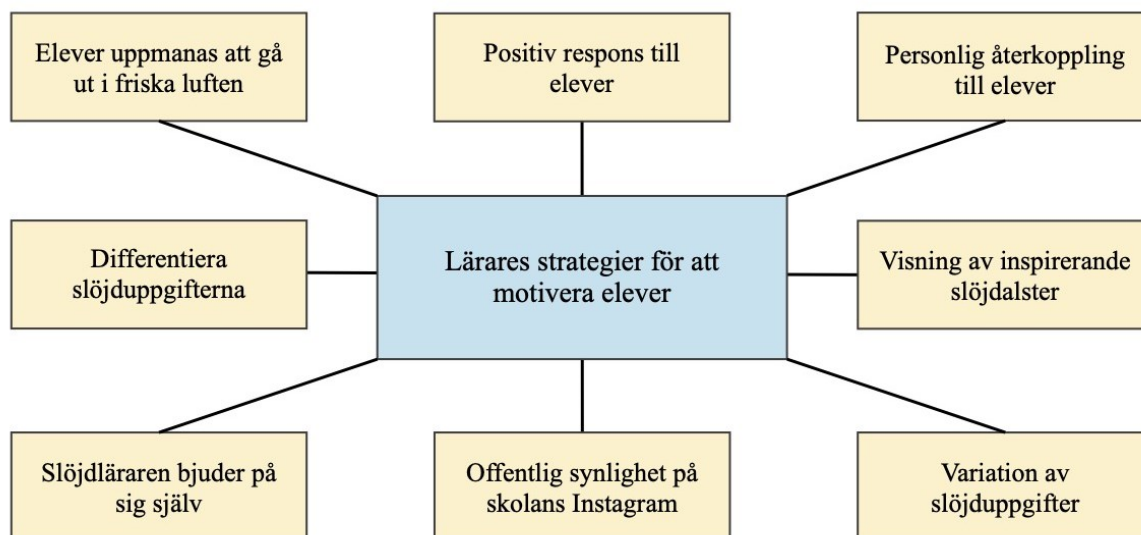 Elever uppmanas att gå
ut i friska luften
Positiv respons till
elever
Personlig återkoppling
till elever
Differentiera
slöjduppgifterna
Lärares strategier för att
motivera elever
Visning av inspirerande
slöjdalster
Slöjdläraren bjuder på
sig själv
Offentlig synlighet på
skolans Instagram
Variation av
slöjduppgifter